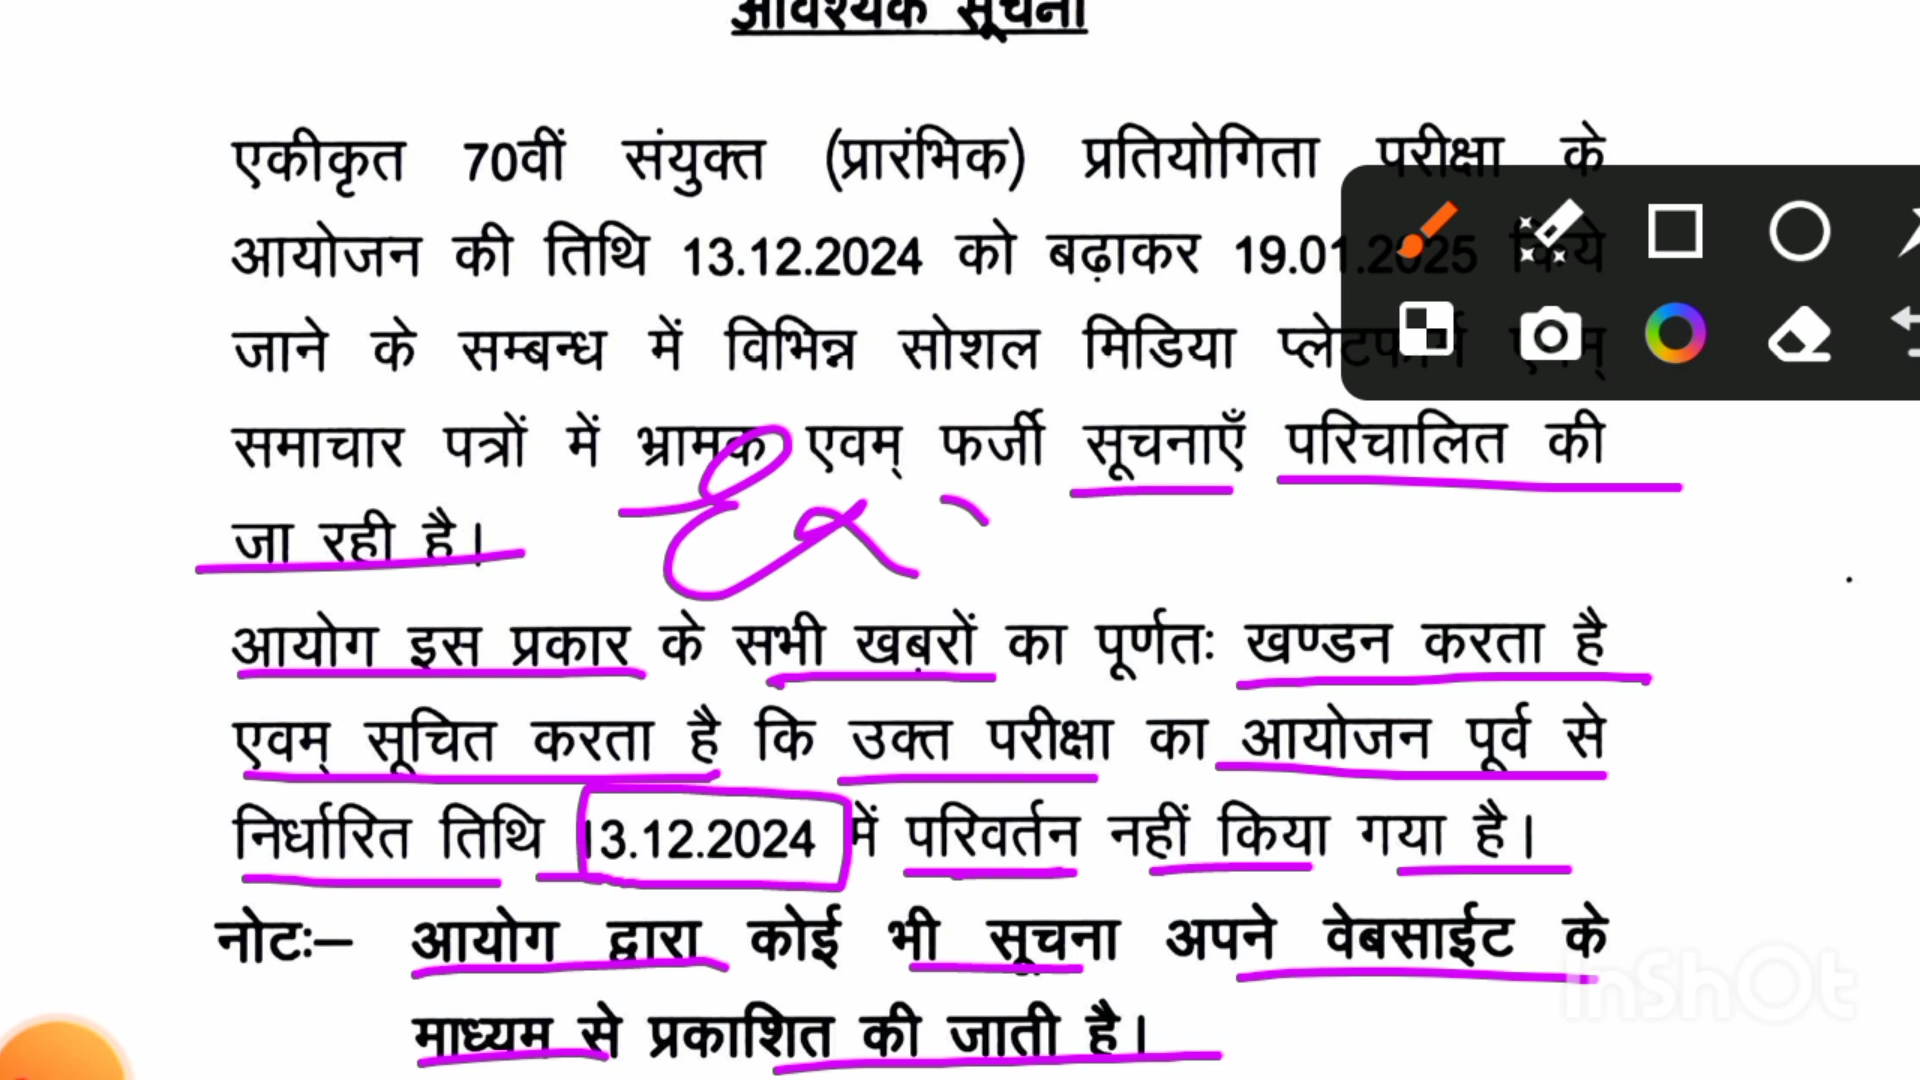 आवश्यक सूचना
एकीकृत 70वीं संयुक्त (प्रारंभिक) प्रतियोगिता परीक्षा के
आयोजन की तिथि 13.12.2024 को बढ़ाकर 19.01.2025 किये
जाने के सम्बन्ध में विभिन्न सोशल मिडिया प्लेटफार्म एवम्
समाचार पत्रों में भ्रामक एवम् फर्जी सूचनाएँ परिचालित की
जा रही है।
आयोग इस प्रकार के सभी खबरों का पूर्णतः खण्डन करता है
एवम् सूचित करता है कि उक्त परीक्षा का आयोजन पूर्व से
निर्धारित तिथि 13.12.2024 में परिवर्तन नहीं किया गया है।
नोटः– आयोग द्वारा कोई भी सूचना अपने वेबसाईट के
माध्यम से प्रकाशित की जाती है।
InShOt